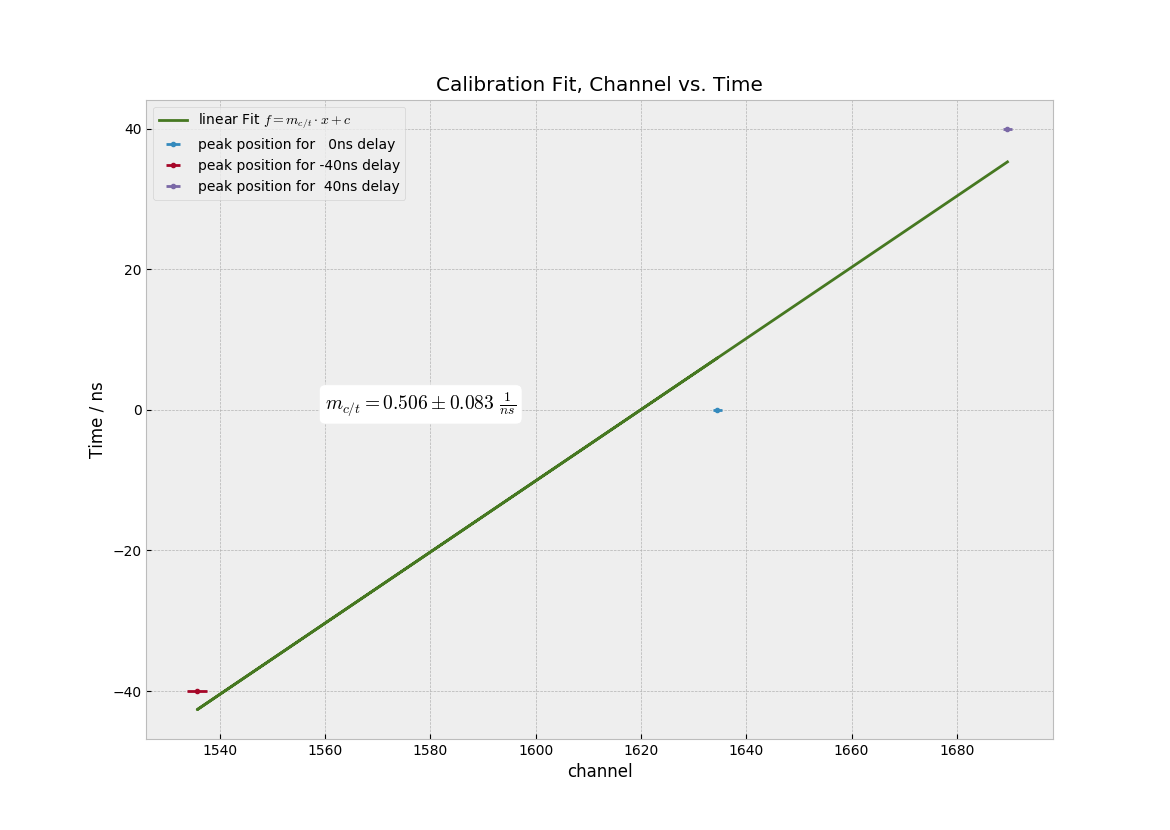 Calibration Fit, Channel vs. Time
linear Fit f = m_{c/t} · x + c
peak position for   0ns delay
peak position for -40ns delay
peak position for  40ns delay
m_{c/t} = 0.506 ± 0.083 \frac{1}{ns}
Time / ns
40
20
0
−20
−40
1540 1560 1580 1600 1620 1640 1660 1680
channel